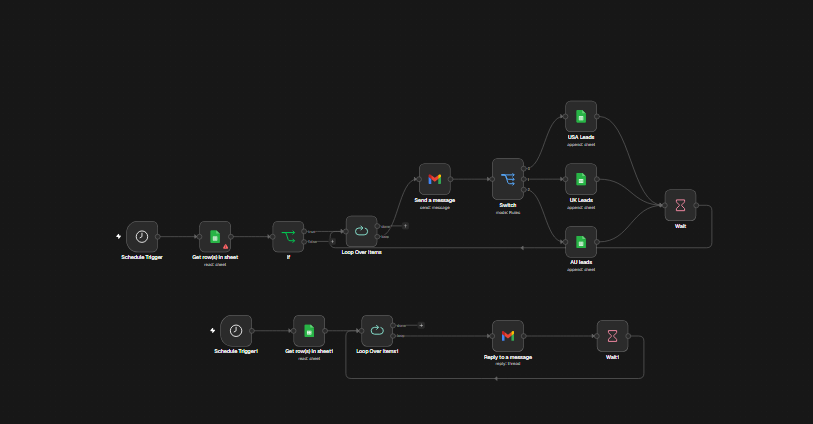 USA Leads
append: sheet
Send a message
send: message
Switch
mode: Rules
UK Leads
append: sheet
Wait
Schedule Trigger
Get row(s) in sheet
read: sheet
If
Loop Over Items
AU leads
append: sheet
Schedule Trigger1
Get row(s) in sheet1
read: sheet
Loop Over Items1
Reply to a message
reply: thread
Wait1